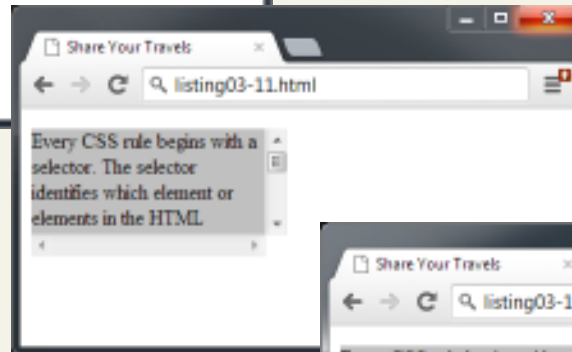 Share Your Travels
listing03-11.html
Every CSS rule begins with a
selector. The selector
identifies which element or
elements in the HTML
Share Your Travels
listing03-1